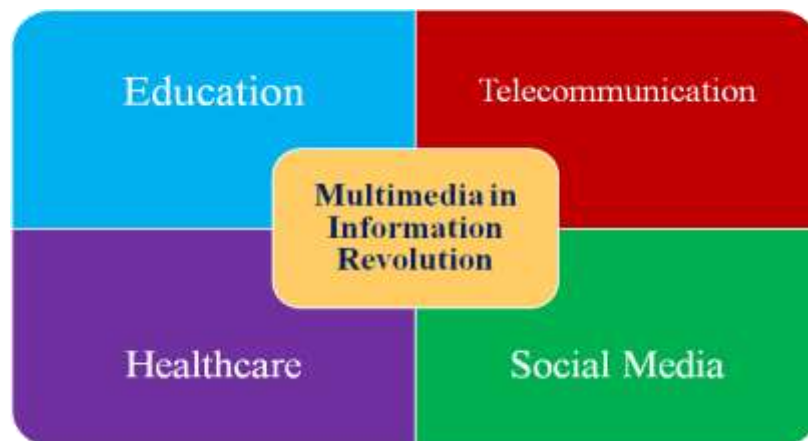 Education
Telecommunication
Multimedia in
Information
Revolution
Healthcare
Social Media